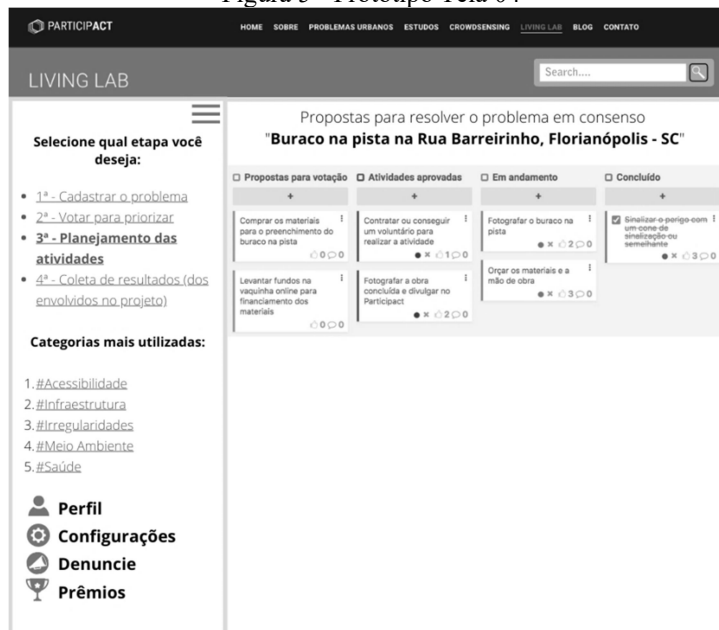 PARTICIPACT
HOME SOBRE PROBLEMAS URBANOS ESTUDOS CROWDSENSING LIVING LAB BLOG CONTATO
LIVING LAB
Search....
Selecione qual etapa você
deseja:
1ª - Cadastrar o problema
2ª - Votar para priorizar
3ª - Planejamento das
atividades
4ª - Coleta de resultados (dos
envolvidos no projeto)
Categorias mais utilizadas:
1. #Acessibilidade
2. #Infraestrutura
3. #Irregularidades
4. #Meio Ambiente
5. #Saúde
Perfil
Configurações
Denuncie
Prêmios
Propostas para resolver o problema em consenso
"Buraco na pista na Rua Barreirinho, Florianópolis - SC"
Propostas para votação
+
Comprar os materiais
para o preenchimento do
buraco na pista
0 0
Levantar fundos na
vaquinha online para
financiamento dos
materiais
0 0
Atividades aprovadas
+
Contratar ou conseguir
um voluntário para
realizar a atividade
1 0
Fotografar a obra
concluída e divulgar no
Participact
2 0
Em andamento
+
Fotografar o buraco na
pista
2 0
Orçar os materiais e a
mão de obra
3 0
Concluído
+
Sinalizar o perigo com
um cone de
sinalização ou
semelhante
3 0